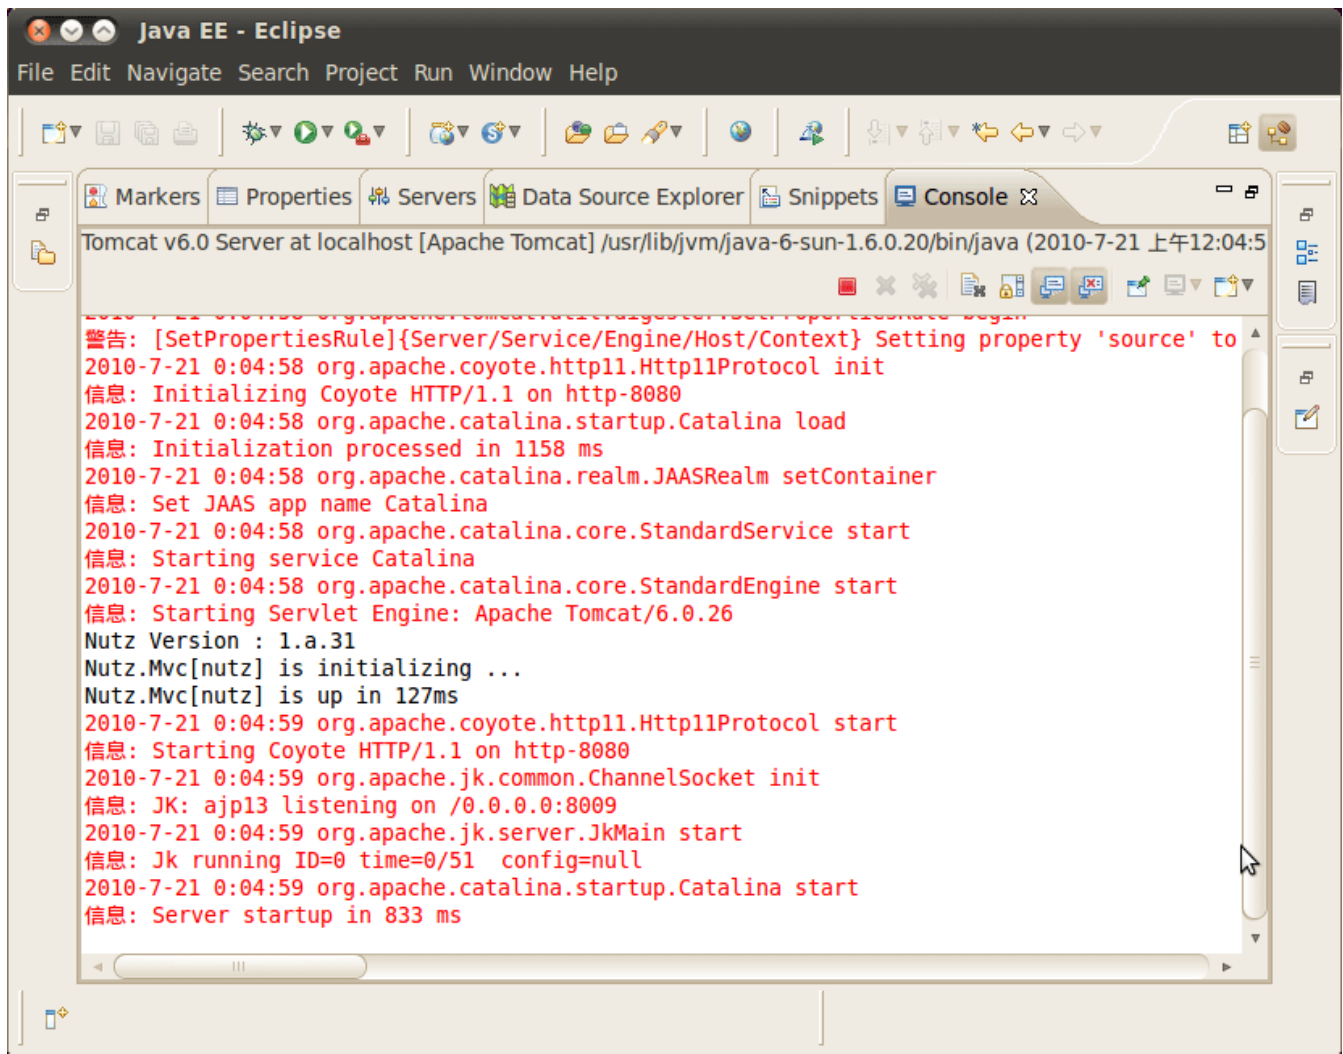 Java EE - Eclipse
File Edit Navigate Search Project Run Window Help
Markers Properties Servers Data Source Explorer Snippets Console
Tomcat v6.0 Server at localhost [Apache Tomcat] /usr/lib/jvm/java-6-sun-1.6.0.20/bin/java (2010-7-21 上午12:04:5
2010-7-21 0:04:58 org.apache.tomcat.util.digester.SetPropertiesRule begin
警告: [SetPropertiesRule]{Server/Service/Engine/Host/Context} Setting property 'source' to
2010-7-21 0:04:58 org.apache.coyote.http11.Http11Protocol init
信息: Initializing Coyote HTTP/1.1 on http-8080
2010-7-21 0:04:58 org.apache.catalina.startup.Catalina load
信息: Initialization processed in 1158 ms
2010-7-21 0:04:58 org.apache.catalina.realm.JAASRealm setContainer
信息: Set JAAS app name Catalina
2010-7-21 0:04:58 org.apache.catalina.core.StandardService start
信息: Starting service Catalina
2010-7-21 0:04:58 org.apache.catalina.core.StandardEngine start
信息: Starting Servlet Engine: Apache Tomcat/6.0.26
Nutz Version : 1.a.31
Nutz.Mvc[nutz] is initializing ...
Nutz.Mvc[nutz] is up in 127ms
2010-7-21 0:04:59 org.apache.coyote.http11.Http11Protocol start
信息: Starting Coyote HTTP/1.1 on http-8080
2010-7-21 0:04:59 org.apache.jk.common.ChannelSocket init
信息: JK: ajp13 listening on /0.0.0.0:8009
2010-7-21 0:04:59 org.apache.jk.server.JkMain start
信息: Jk running ID=0 time=0/51  config=null
2010-7-21 0:04:59 org.apache.catalina.startup.Catalina start
信息: Server startup in 833 ms